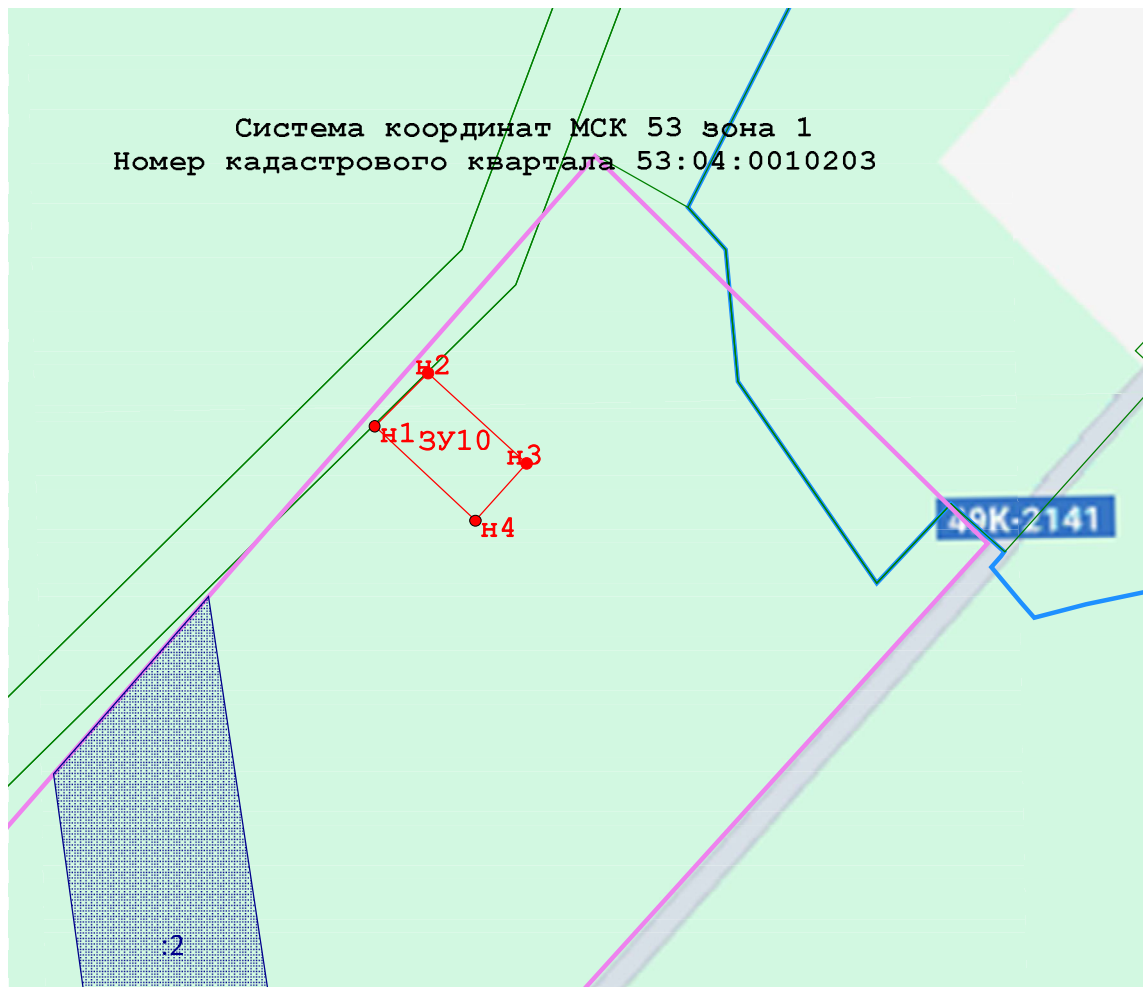 Система координат МСК 53 зона 1
Номер кадастрового квартала 53:04:0010203
н2
н1
:ЗУ10
н3
н4
49К-2141
:2